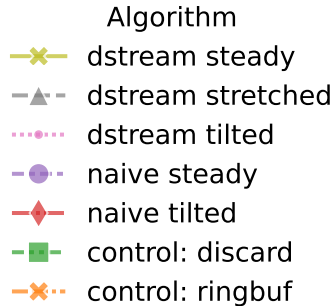 Algorithm
dstream steady
dstream stretched
dstream tilted
naive steady
naive tilted
control: discard
control: ringbuf